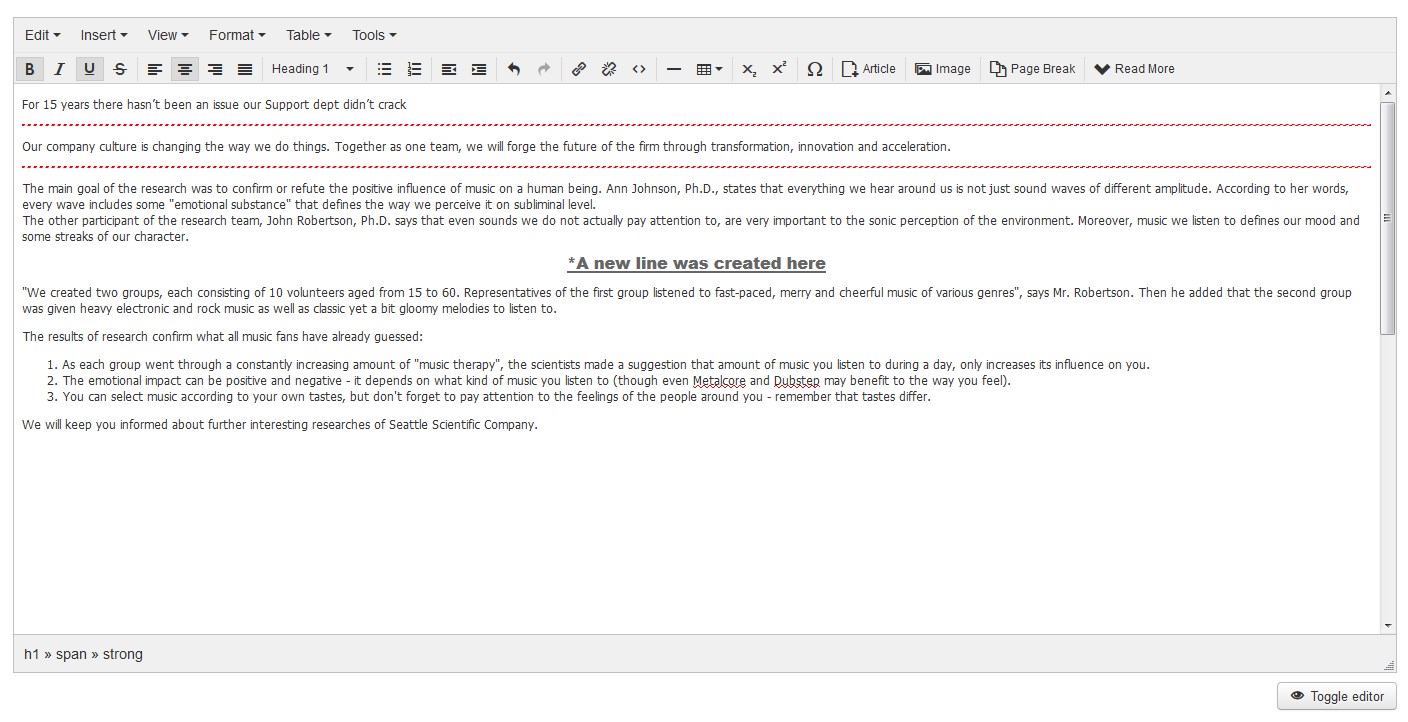 Edit Insert View Format Table Tools
B I U S Heading 1 X₂ X² Ω Article Image Page Break Read More
For 15 years there hasn’t been an issue our Support dept didn’t crack
Our company culture is changing the way we do things. Together as one team, we will forge the future of the firm through transformation, innovation and acceleration.
The main goal of the research was to confirm or refute the positive influence of music on a human being. Ann Johnson, Ph.D., states that everything we hear around us is not just sound waves of different amplitude. According to her words,
every wave includes some "emotional substance" that defines the way we perceive it on subliminal level.
The other participant of the research team, John Robertson, Ph.D. says that even sounds we do not actually pay attention to, are very important to the sonic perception of the environment. Moreover, music we listen to defines our mood and
some streaks of our character.
*A new line was created here
"We created two groups, each consisting of 10 volunteers aged from 15 to 60. Representatives of the first group listened to fast-paced, merry and cheerful music of various genres", says Mr. Robertson. Then he added that the second group
was given heavy electronic and rock music as well as classic yet a bit gloomy melodies to listen to.
The results of research confirm what all music fans have already guessed:
1. As each group went through a constantly increasing amount of "music therapy", the scientists made a suggestion that amount of music you listen to during a day, only increases its influence on you.
2. The emotional impact can be positive and negative - it depends on what kind of music you listen to (though even Metalcore and Dubstep may benefit to the way you feel).
3. You can select music according to your own tastes, but don't forget to pay attention to the feelings of the people around you - remember that tastes differ.
We will keep you informed about further interesting researches of Seattle Scientific Company.
h1 » span » strong
Toggle editor